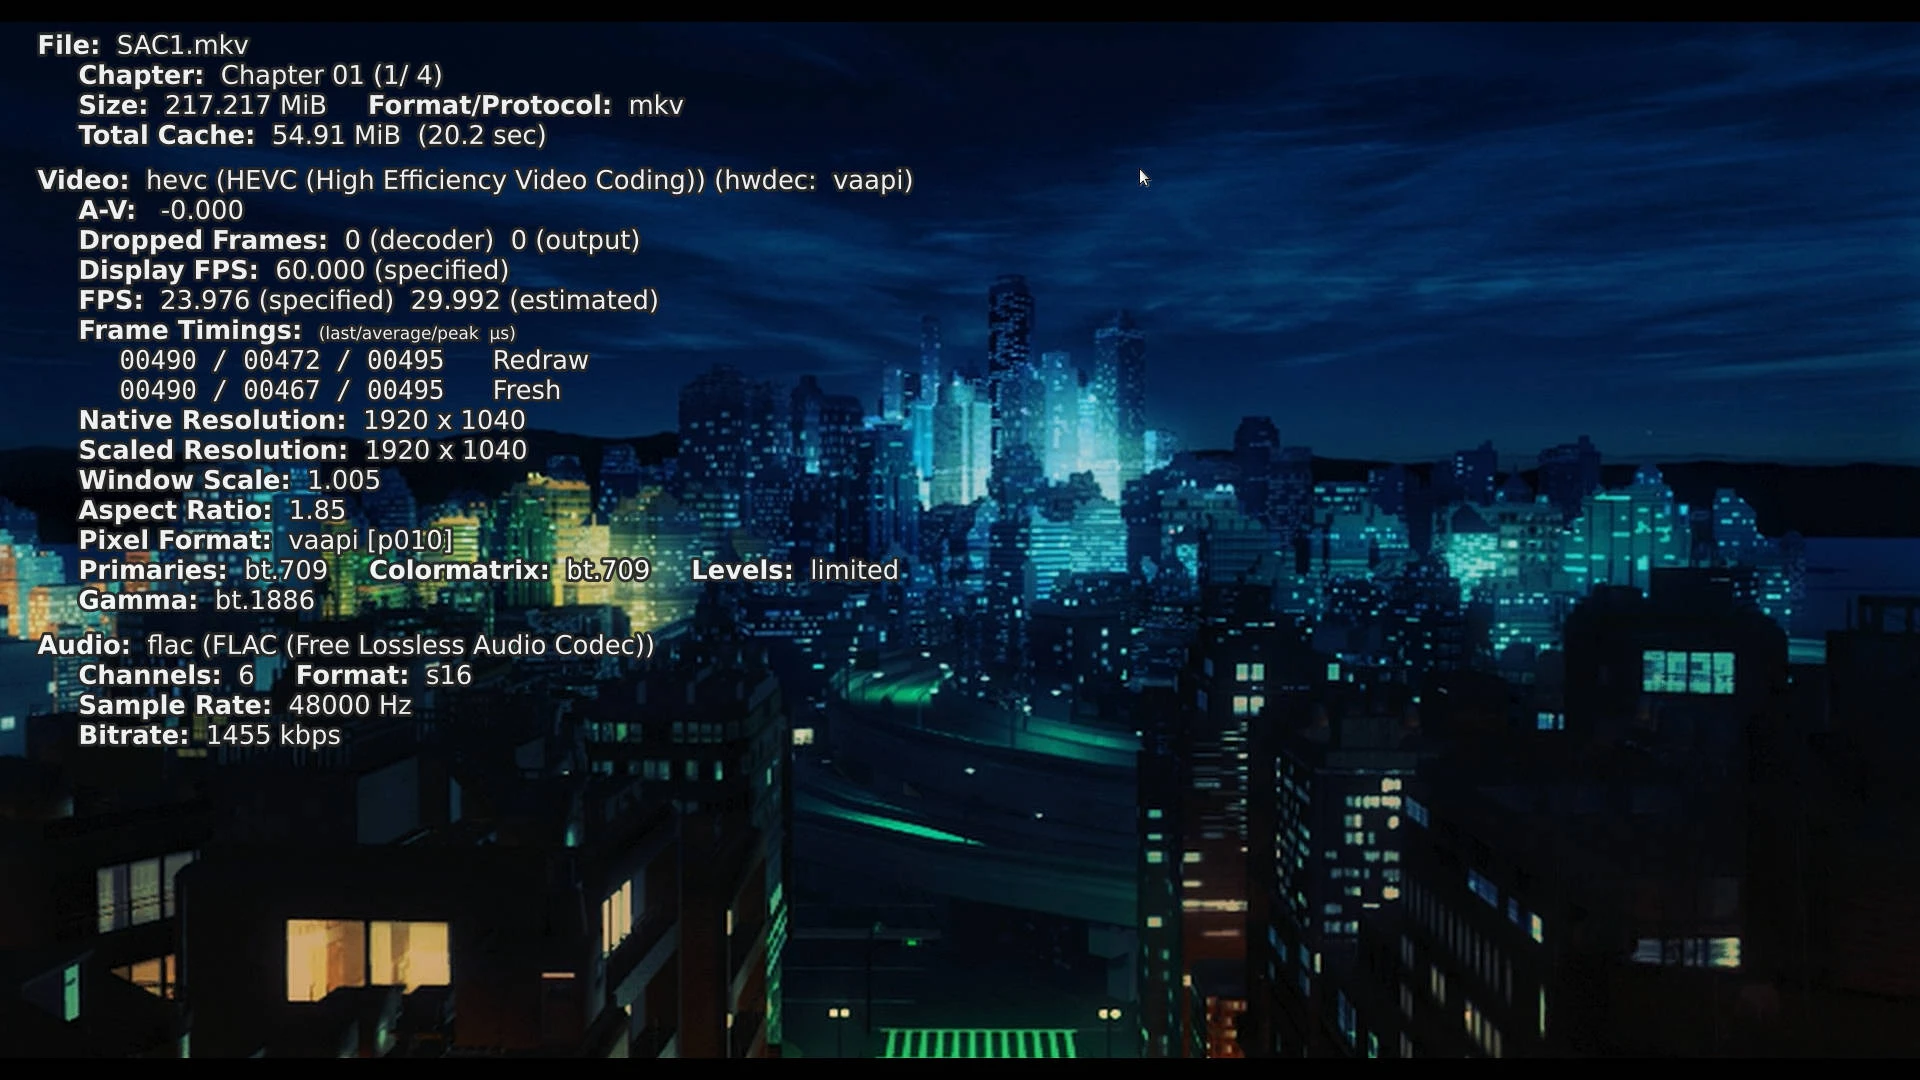 File: SAC1.mkv
Chapter: Chapter 01 (1/ 4)
Size: 217.217 MiB Format/Protocol: mkv
Total Cache: 54.91 MiB (20.2 sec)
Video: hevc (HEVC (High Efficiency Video Coding)) (hwdec: vaapi)
A-V: -0.000
Dropped Frames: 0 (decoder) 0 (output)
Display FPS: 60.000 (specified)
FPS: 23.976 (specified) 29.992 (estimated)
Frame Timings: (last/average/peak μs)
00490 / 00472 / 00495 Redraw
00490 / 00467 / 00495 Fresh
Native Resolution: 1920 x 1040
Scaled Resolution: 1920 x 1040
Window Scale: 1.005
Aspect Ratio: 1.85
Pixel Format: vaapi [p010]
Primaries: bt.709 Colormatrix: bt.709 Levels: limited
Gamma: bt.1886
Audio: flac (FLAC (Free Lossless Audio Codec))
Channels: 6 Format: s16
Sample Rate: 48000 Hz
Bitrate: 1455 kbps